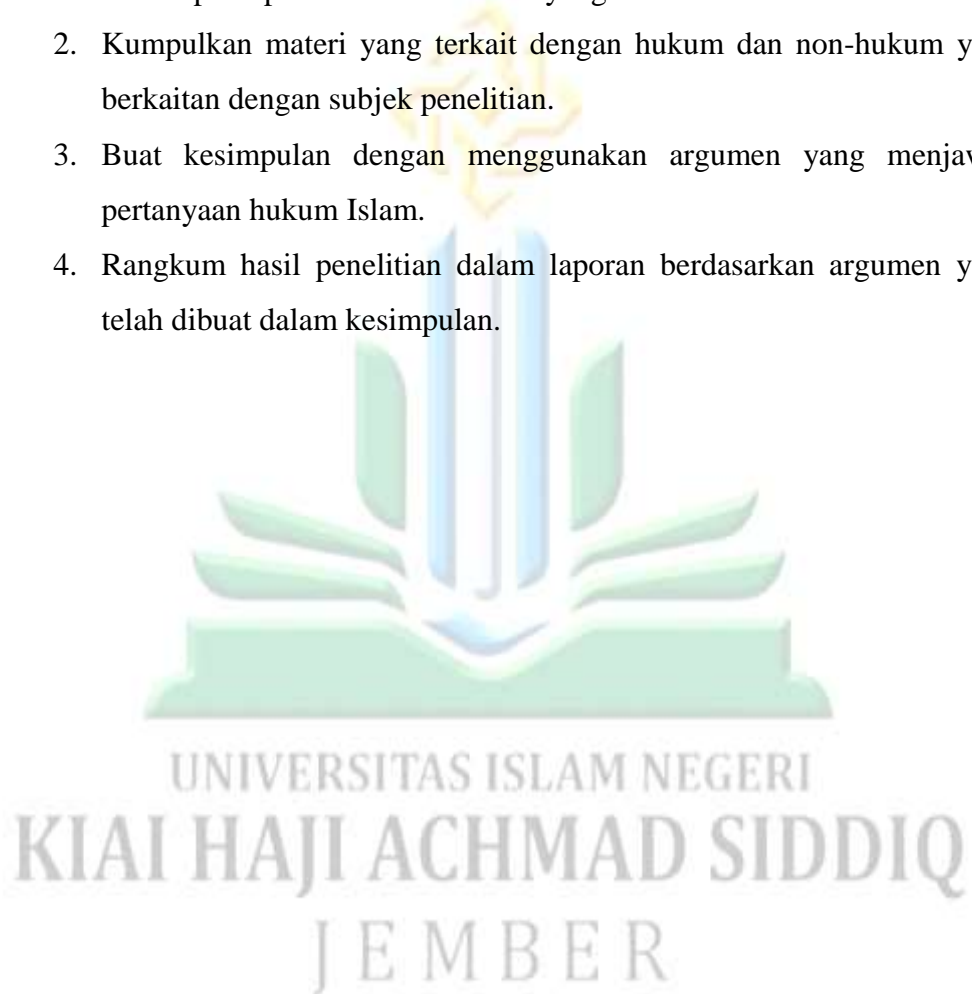 2. Kumpulkan materi yang terkait dengan hukum dan non-hukum y
berkaitan dengan subjek penelitian.
3. Buat kesimpulan dengan menggunakan argumen yang menjaw
pertanyaan hukum Islam.
4. Rangkum hasil penelitian dalam laporan berdasarkan argumen y
telah dibuat dalam kesimpulan.
UNIVERSITAS ISLAM NEGERI
KIAI HAJI ACHMAD SIDDIQ
JEMBER